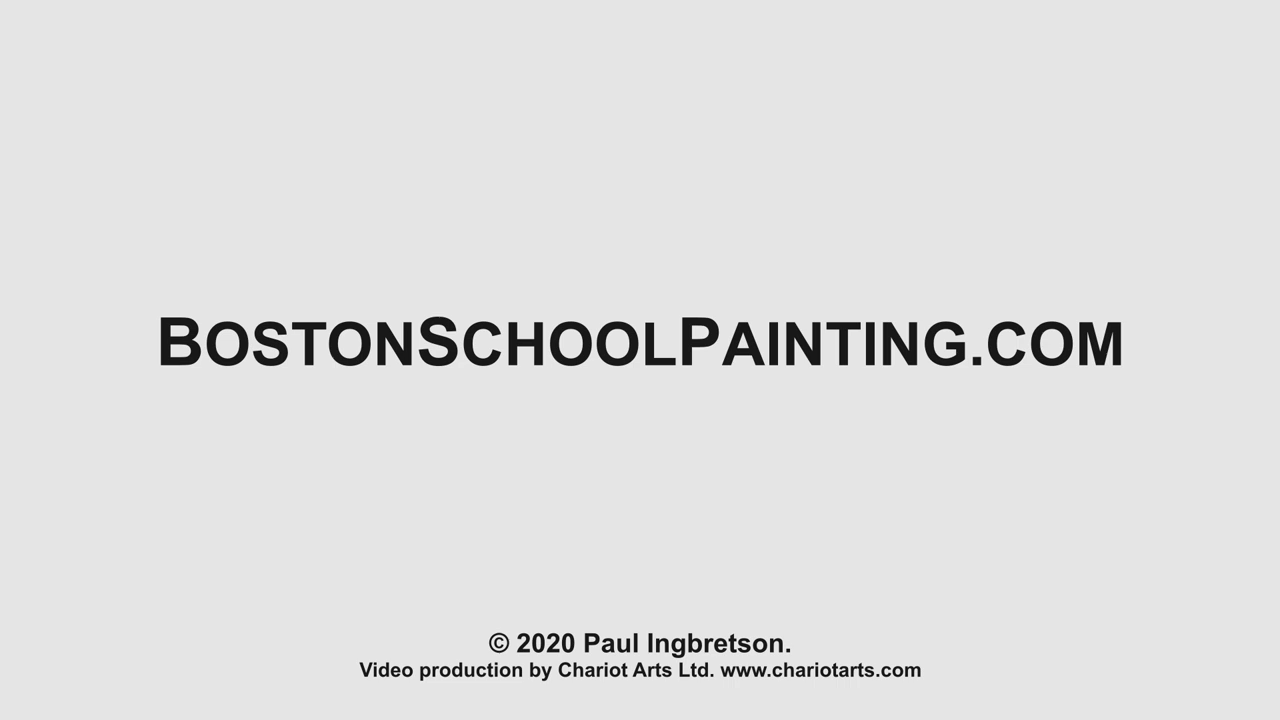 BOSTONSCHOOLPAINTING.COM
© 2020 Paul Ingbretson.
Video production by Chariot Arts Ltd. www.chariotarts.com